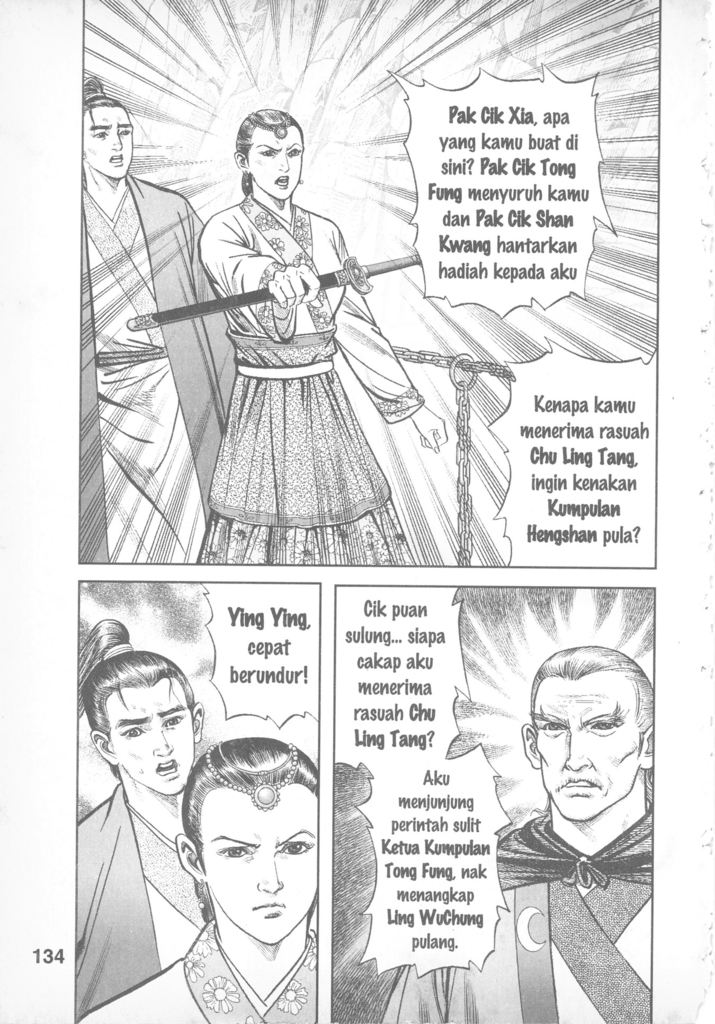 Pak Cik Xia, apa
yang kamu buat di
sini? Pak Cik Tong
Fung menyuruh kamu
dan Pak Cik Shan
Kwang hantarkan
hadiah kepada aku
Kenapa kamu
menerima rasuah
Chu Ling Tang,
ingin kenakan
Kumpulan
Hengshan pula?
Ying Ying,
cepat
berundur!
Cik puan
sulung... siapa
cakap aku
menerima
rasuah Chu
Ling Tang?
Aku
menjunjung
perintah sulit
Ketua Kumpulan
Tong Fung, nak
menangkap
Ling WuChung
pulang.
134